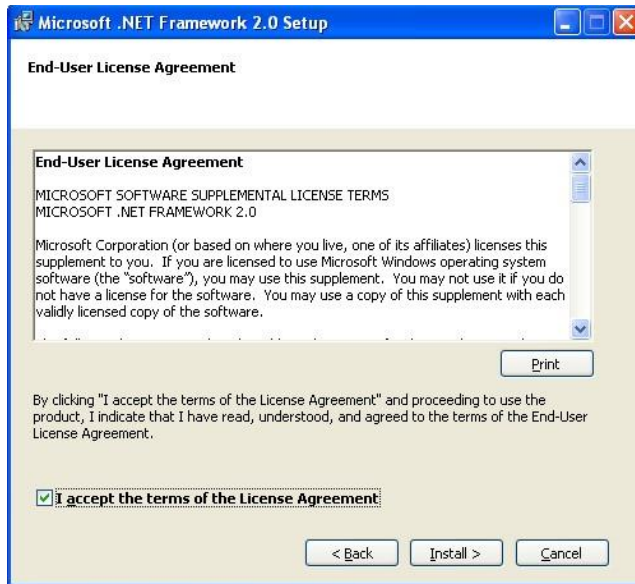 Microsoft .NET Framework 2.0 Setup
End-User License Agreement
End-User License Agreement
MICROSOFT SOFTWARE SUPPLEMENTAL LICENSE TERMS
MICROSOFT .NET FRAMEWORK 2.0
Microsoft Corporation (or based on where you live, one of its affiliates) licenses this
supplement to you.  If you are licensed to use Microsoft Windows operating system
software (the “software”), you may use this supplement.  You may not use it if you do
not have a license for the software.  You may use a copy of this supplement with each
validly licensed copy of the software.
Print
By clicking "I accept the terms of the License Agreement" and proceeding to use the
product, I indicate that I have read, understood, and agreed to the terms of the End-User
License Agreement.
I accept the terms of the License Agreement
< Back Install > Cancel